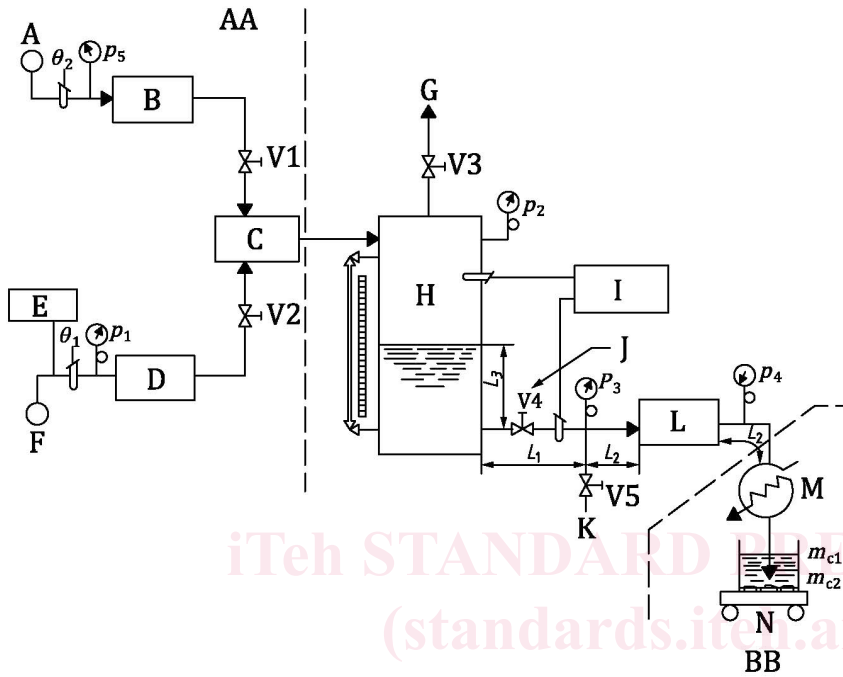 AA
A
θ2
p5
B
V1
G
V3
C
p2
E
θ1
p1
V2
H
I
D
F
J
L3
V4
p3
p4
L
L2
L1
L2
V5
K
M
iTeh STANDARD PRE
mc1
mc2
(standards.iteh.a
N
BB